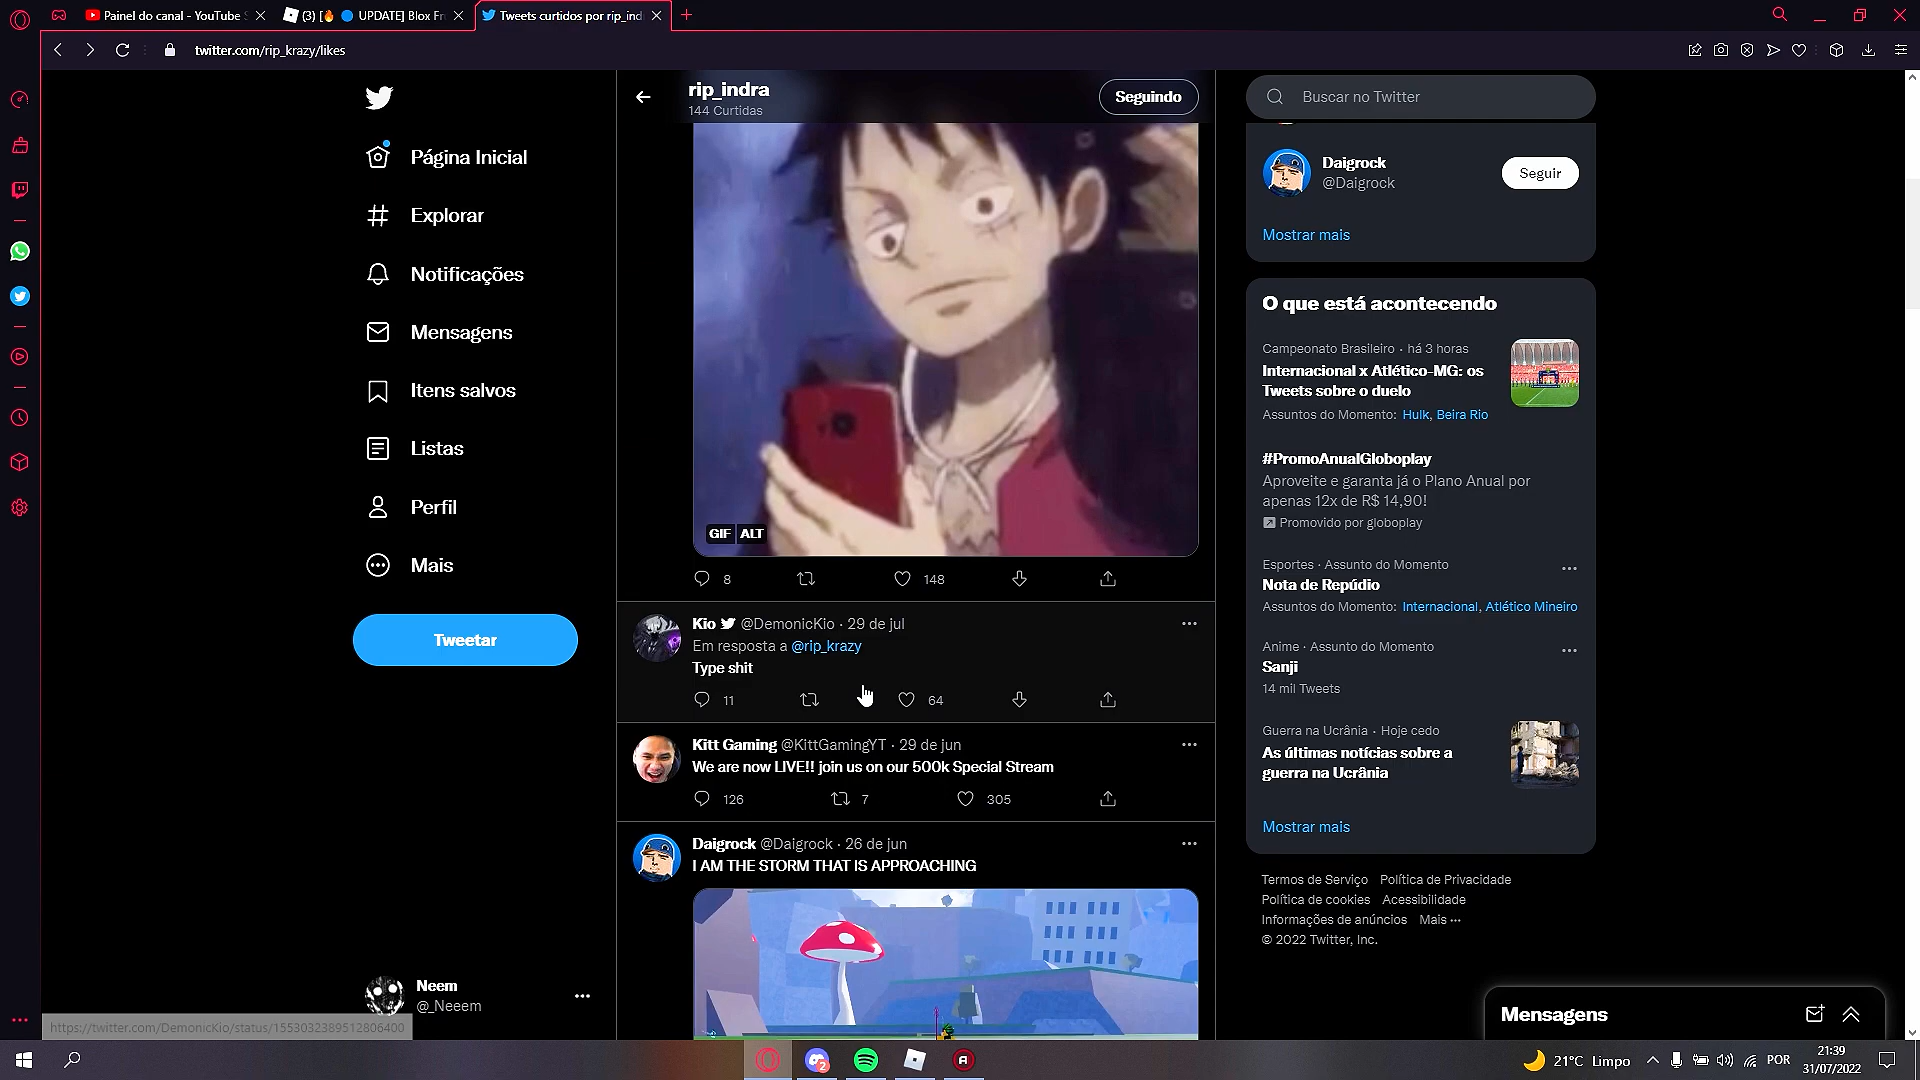 Painel do canal - YouTube S
(3) [🔥 🔵 UPDATE] Blox Fr
Tweets curtidos por rip_ind
twitter.com/rip_krazy/likes
Página Inicial
Explorar
Notificações
Mensagens
Itens salvos
Listas
Perfil
Mais
Tweetar
Neem
@_Neeem
https://twitter.com/DemonicKio/status/1553032389512806400
rip_indra
144 Curtidas
Seguindo
GIF ALT
8 148
Kio @DemonicKio · 29 de jul
Em resposta a @rip_krazy
Type shit
11 64
Kitt Gaming @KittGamingYT · 29 de jun
We are now LIVE!! join us on our 500k Special Stream
126 7 305
Daigrock @Daigrock · 26 de jun
I AM THE STORM THAT IS APPROACHING
Buscar no Twitter
Daigrock
@Daigrock
Seguir
Mostrar mais
O que está acontecendo
Campeonato Brasileiro · há 3 horas
Internacional x Atlético-MG: os
Tweets sobre o duelo
Assuntos do Momento: Hulk, Beira Rio
#PromoAnualGloboplay
Aproveite e garanta já o Plano Anual por
apenas 12x de R$ 14,90!
Promovido por globoplay
Esportes · Assunto do Momento
Nota de Repúdio
Assuntos do Momento: Internacional, Atlético Mineiro
Anime · Assunto do Momento
Sanji
14 mil Tweets
Guerra na Ucrânia · Hoje cedo
As últimas notícias sobre a
guerra na Ucrânia
Mostrar mais
Termos de Serviço Política de Privacidade
Política de cookies Acessibilidade
Informações de anúncios Mais ···
© 2022 Twitter, Inc.
Mensagens
2
21°C Limpo
POR
21:39
31/07/2022